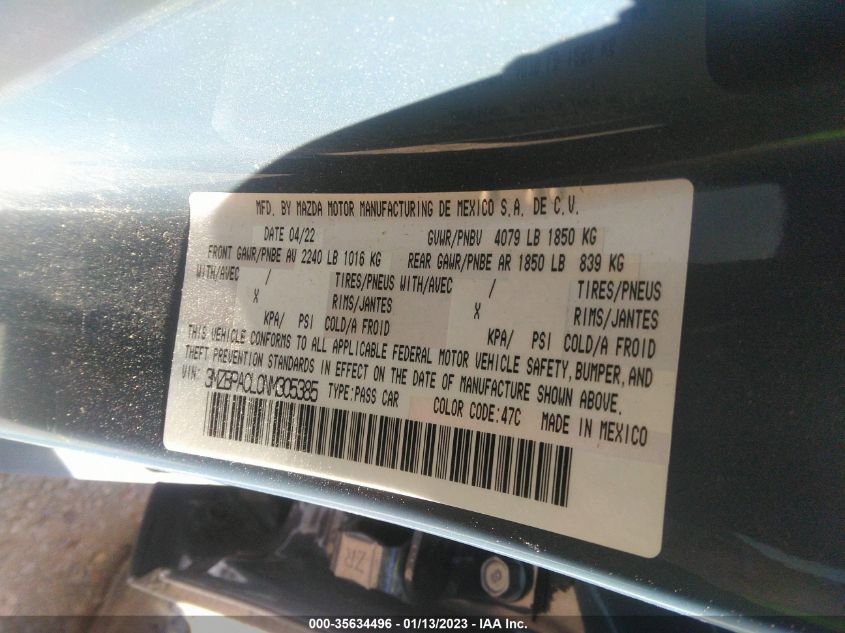 MFD. BY MAZDA MOTOR MANUFACTURING DE MEXICO S.A. DE C.V.
DATE 04/22 GVWR/PNBV 4079 LB 1850 KG
FRONT GAWR/PNBE AV 2240 LB 1016 KG REAR GAWR/PNBE AR 1850 LB 839 KG
WITH/AVEC / TIRES/PNEUS WITH/AVEC / TIRES/PNEUS
X RIMS/JANTES X RIMS/JANTES
KPA/ PSI COLD/A FROID KPA/ PSI COLD/A FROID
THIS VEHICLE CONFORMS TO ALL APPLICABLE FEDERAL MOTOR VEHICLE SAFETY, BUMPER, AND
THEFT PREVENTION STANDARDS IN EFFECT ON THE DATE OF MANUFACTURE SHOWN ABOVE.
VIN: 3MZBPAOLONM305385 TYPE:PASS CAR COLOR CODE:47C MADE IN MEXICO
ZR
000-35634496 - 01/13/2023 - IAA Inc.